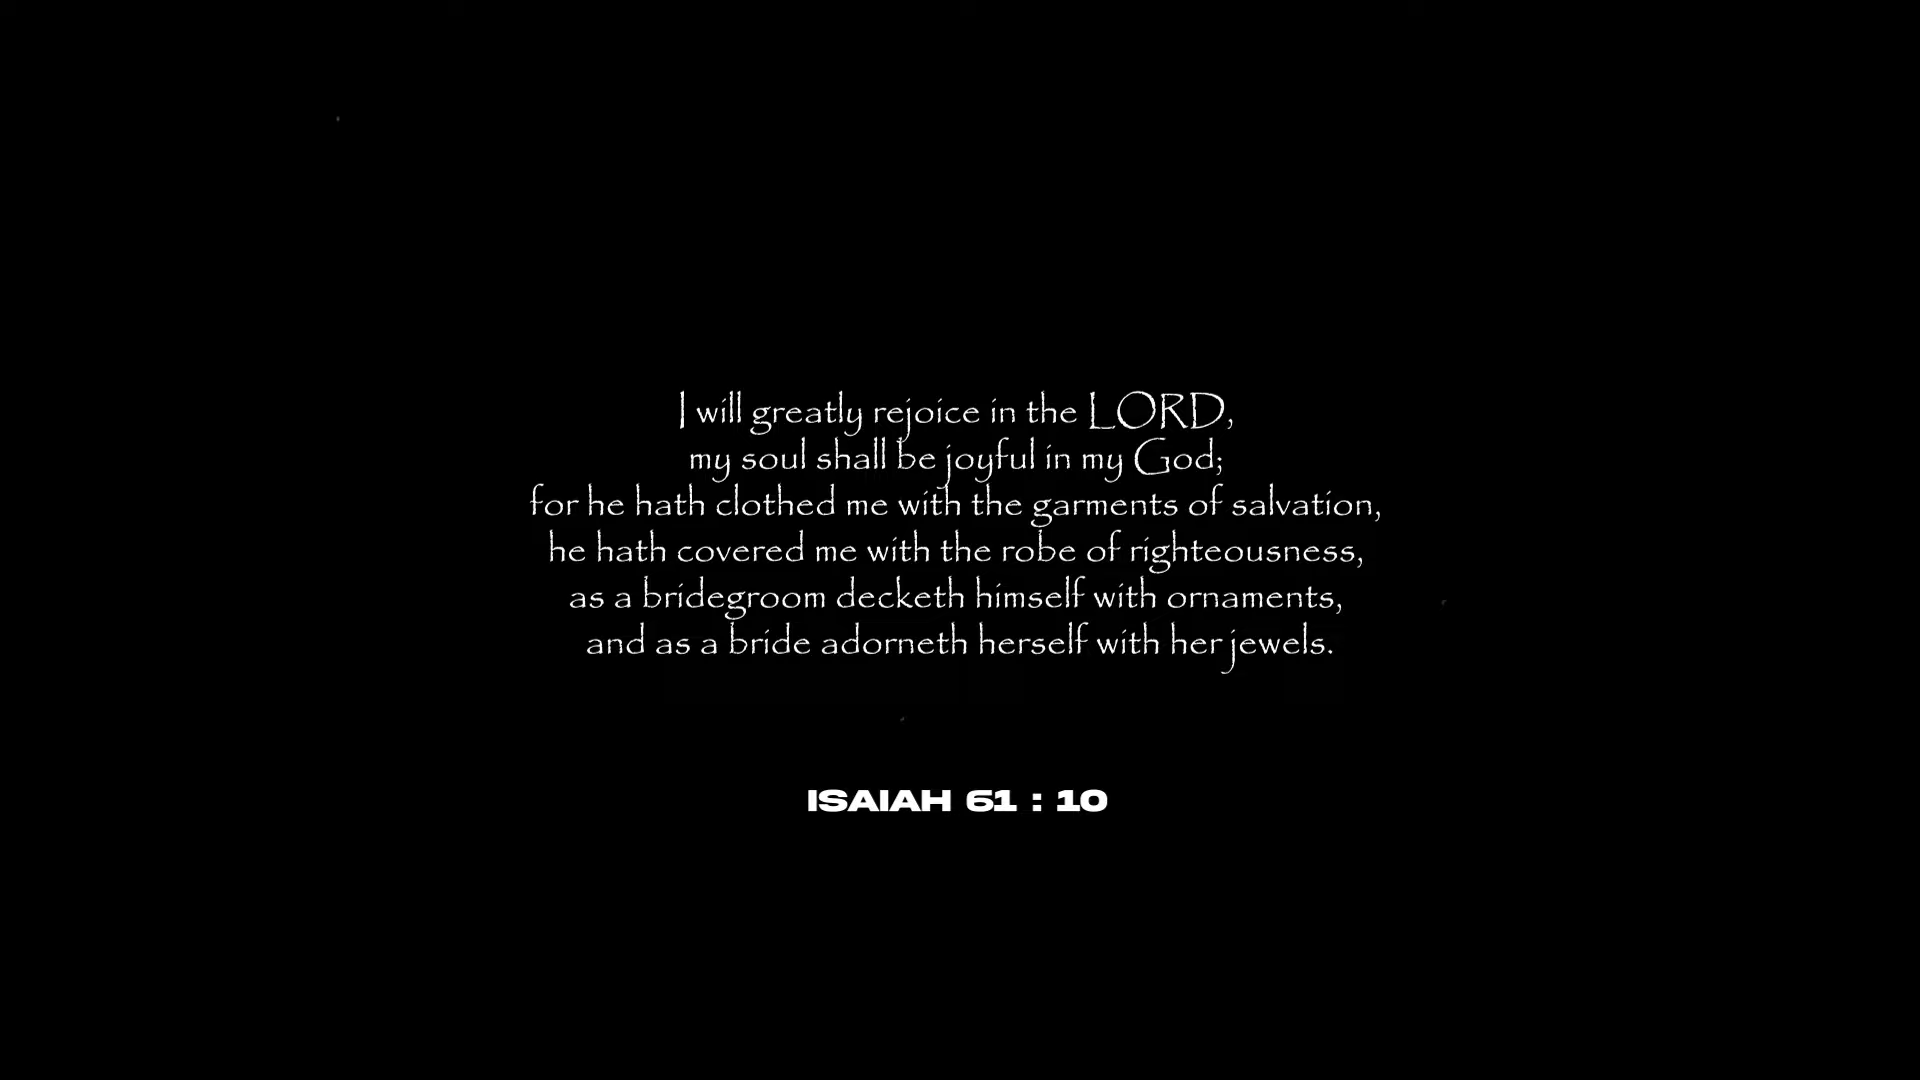 I will greatly rejoice in the LORD,
my soul shall be joyful in my God;
for he hath clothed me with the garments of salvation,
he hath covered me with the robe of righteousness,
as a bridegroom decketh himself with ornaments,
and as a bride adorneth herself with her jewels.
ISAIAH 61 : 10